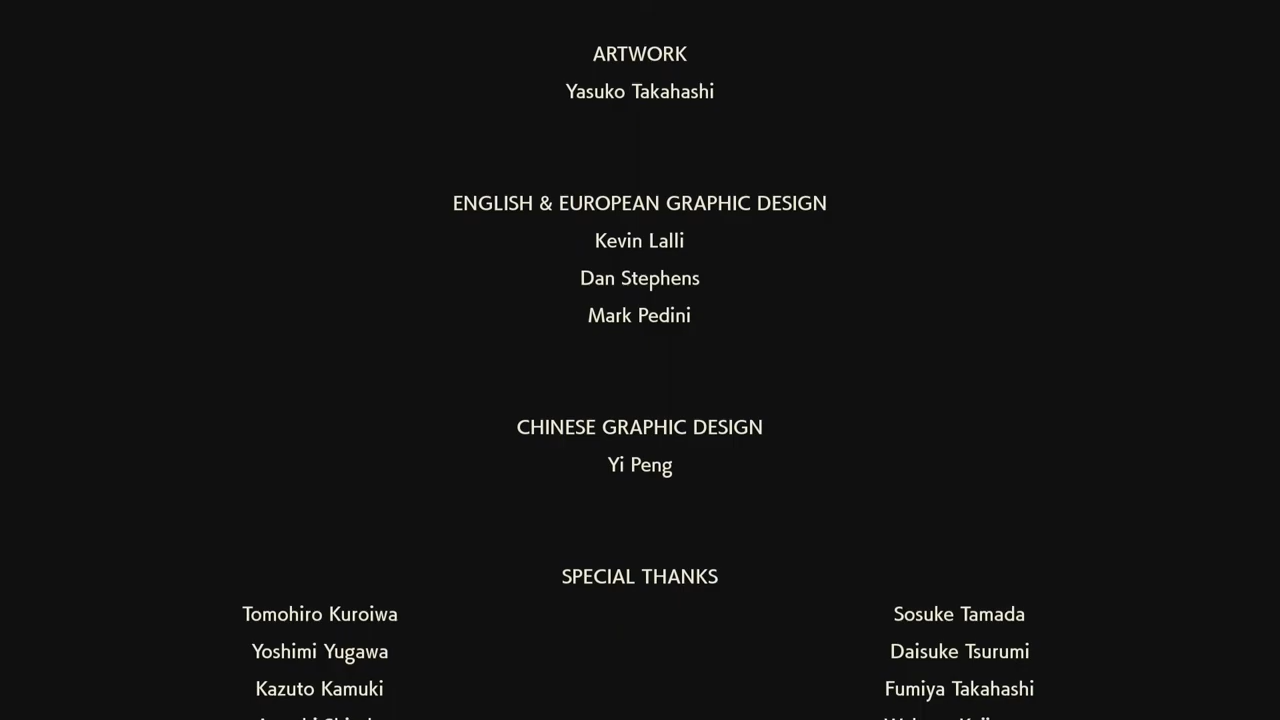 ARTWORK
Yasuko Takahashi
ENGLISH & EUROPEAN GRAPHIC DESIGN
Kevin Lalli
Dan Stephens
Mark Pedini
CHINESE GRAPHIC DESIGN
Yi Peng
SPECIAL THANKS
Tomohiro Kuroiwa Sosuke Tamada
Yoshimi Yugawa Daisuke Tsurumi
Kazuto Kamuki Fumiya Takahashi